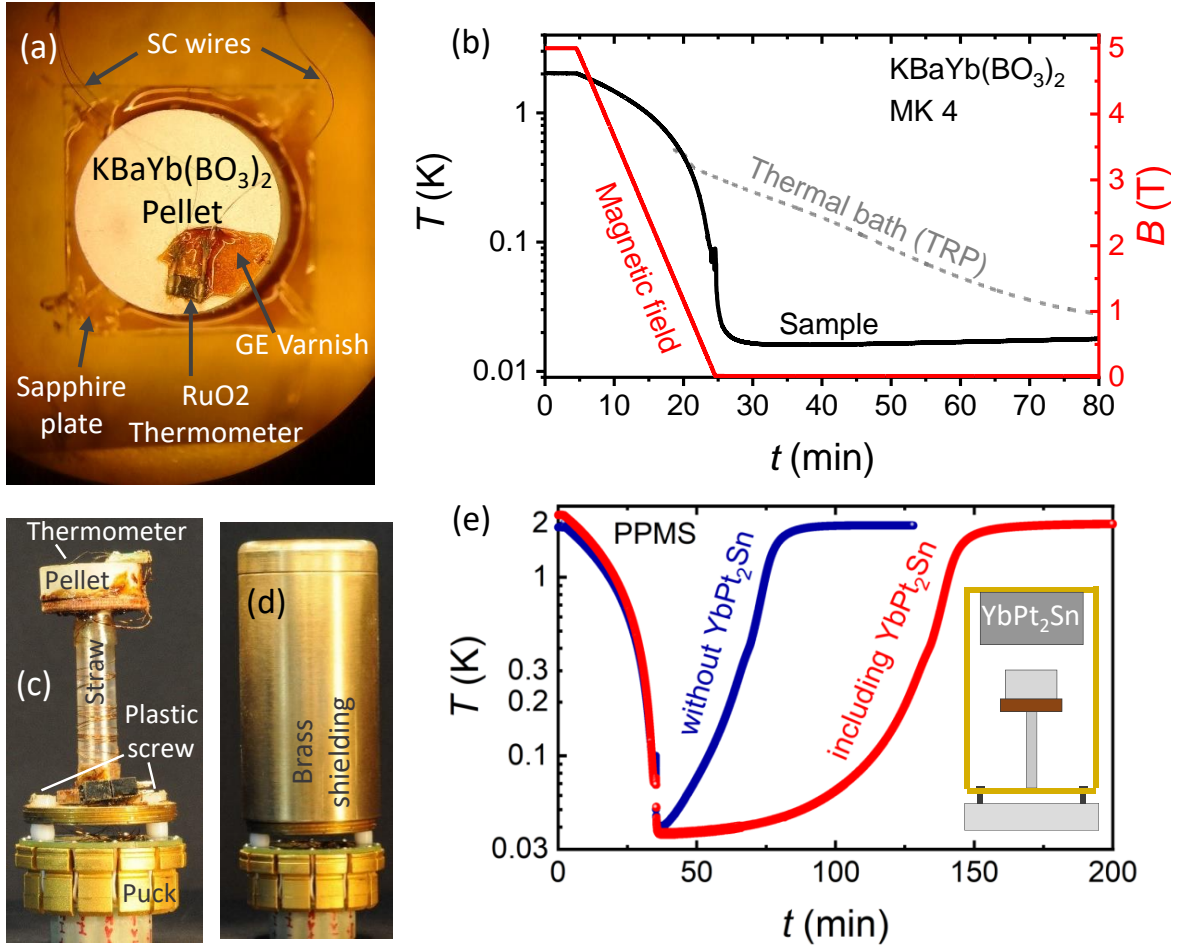 (a)
SC wires
KBaYb(BO₃)₂
Pellet
GE Varnish
Sapphire
plate
RuO2
Thermometer
(b)
KBaYb(BO₃)₂
MK 4
Thermal bath (TRP)
Magnetic field
Sample
T (K)
1
0.1
0.01
B (T)
5
4
3
2
1
0
0 10 20 30 40 50 60 70 80
t (min)
Thermometer
Pellet
Straw
(c)
Plastic
screw
Puck
(d)
Brass
shielding
(e)
PPMS
without YbPt₂Sn
including YbPt₂Sn
YbPt₂Sn
T (K)
2
1
0.3
0.2
0.1
0.03
0 50 100 150 200
t (min)